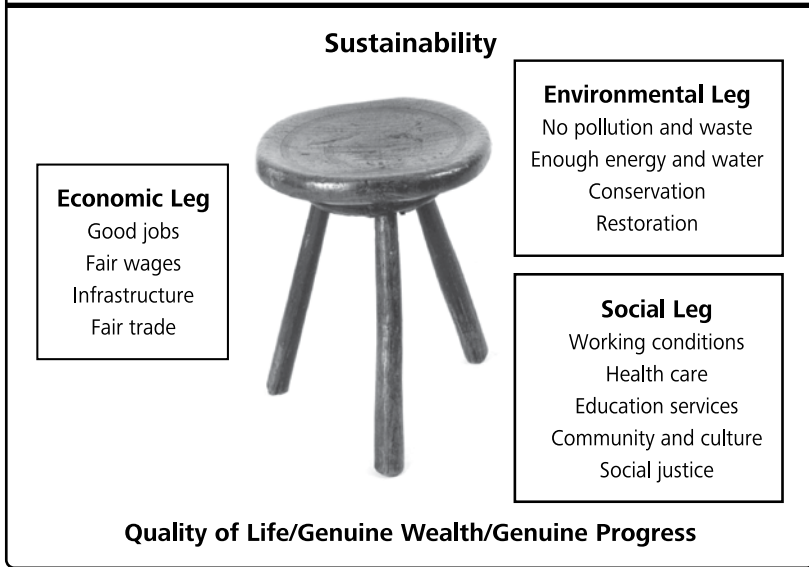 Sustainability
Economic Leg
Good jobs
Fair wages
Infrastructure
Fair trade
Environmental Leg
No pollution and waste
Enough energy and water
Conservation
Restoration
Social Leg
Working conditions
Health care
Education services
Community and culture
Social justice
Quality of Life/Genuine Wealth/Genuine Progress